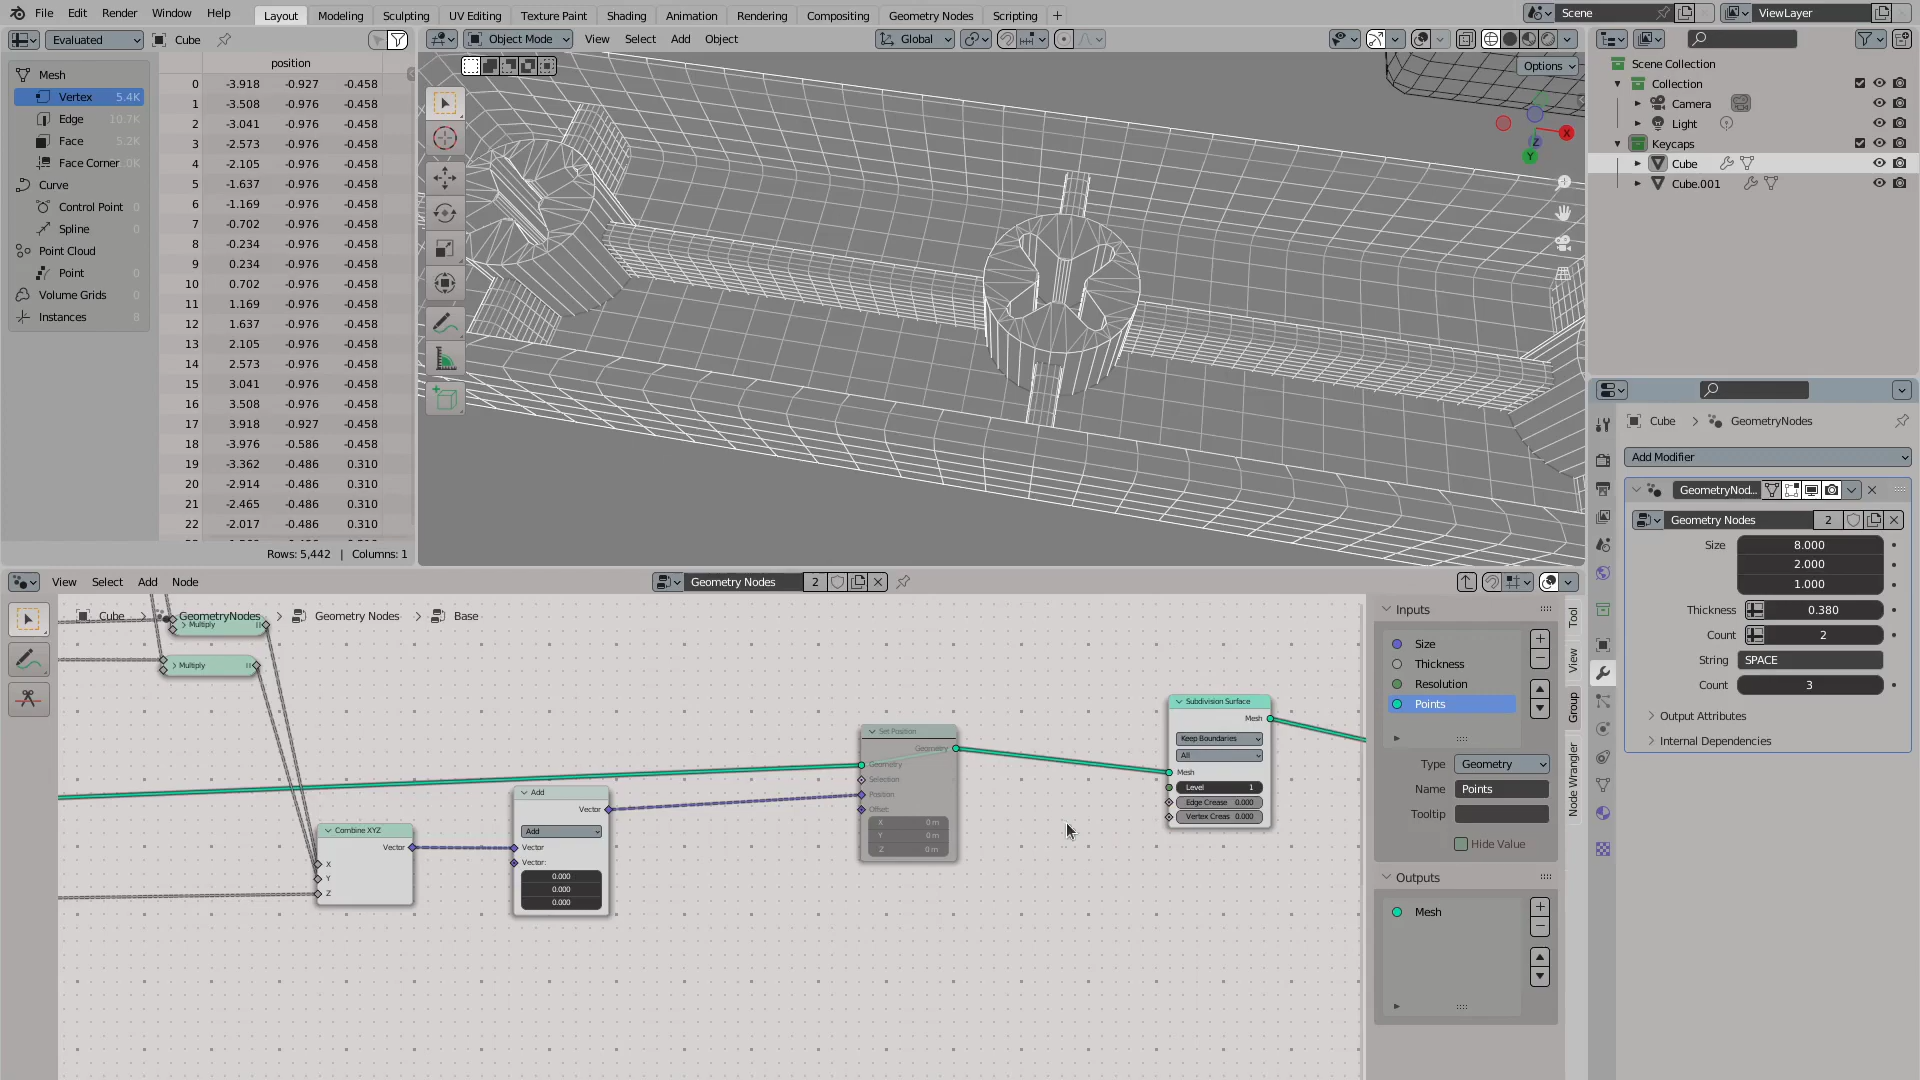 File Edit Render Window Help
Layout Modeling Sculpting UV Editing Texture Paint Shading Animation Rendering Compositing Geometry Nodes Scripting +
Scene
ViewLayer
Evaluated
Cube
Object Mode
View Select Add Object
Global
Options
Mesh
Vertex 5.4K
Edge 10.7K
Face 5.2K
Face Corner
Curve
Control Point 0
Spline 0
Point Cloud
Point 0
Volume Grids 0
Instances 8
position
0 -3.918 -0.927 -0.458
1 -3.508 -0.976 -0.458
2 -3.041 -0.976 -0.458
3 -2.573 -0.976 -0.458
4 -2.105 -0.976 -0.458
5 -1.637 -0.976 -0.458
6 -1.169 -0.976 -0.458
7 -0.702 -0.976 -0.458
8 -0.234 -0.976 -0.458
9 0.234 -0.976 -0.458
10 0.702 -0.976 -0.458
11 1.169 -0.976 -0.458
12 1.637 -0.976 -0.458
13 2.105 -0.976 -0.458
14 2.573 -0.976 -0.458
15 3.041 -0.976 -0.458
16 3.508 -0.976 -0.458
17 3.918 -0.927 -0.458
18 -3.976 -0.586 -0.458
19 -3.362 -0.486 0.310
20 -2.914 -0.486 0.310
21 -2.465 -0.486 0.310
22 -2.017 -0.486 0.310
Rows: 5,442 | Columns: 1
X
Z
Y
Scene Collection
Collection
Camera
Light
Keycaps
Cube
Cube.001
Cube > GeometryNodes
Add Modifier
GeometryNod...
Geometry Nodes 2
Size 8.000
2.000
1.000
Thickness 0.380
Count 2
String SPACE
Count 3
Output Attributes
Internal Dependencies
View Select Add Node
Geometry Nodes 2
Cube > GeometryNodes > Geometry Nodes > Base
Multiply
Multiply
Combine XYZ
Vector
X
Y
Z
Add
Vector
Add
Vector
Vector:
0.000
0.000
0.000
Set Position
Geometry
Geometry
Selection
Position
Offset:
X 0 m
Y 0 m
Z 0 m
Subdivision Surface
Mesh
Keep Boundaries
All
Mesh
Level 1
Edge Crease 0.000
Vertex Creas 0.000
Inputs
Size
Thickness
Resolution
Points
Type Geometry
Name Points
Tooltip
Hide Value
Outputs
Mesh
Tool
View
Group
Node Wrangler